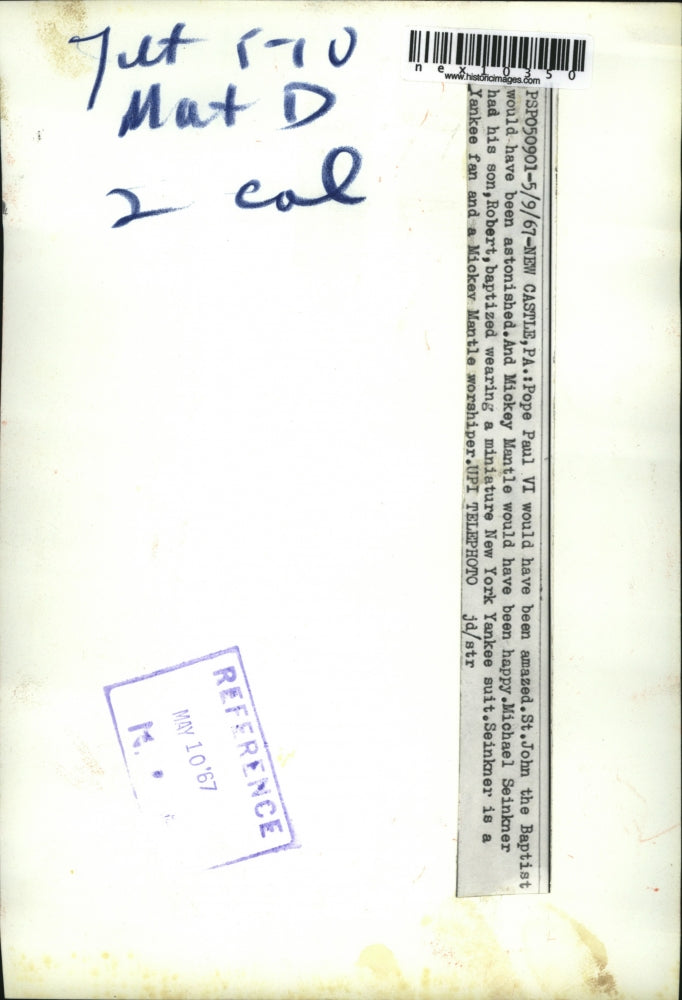 5-10
Mat D
2 col
nex10350
www.historicimages.com
PSP050901-5/9/67-NEW CASTLE,PA.:Pope Paul VI would have been amazed.St.John the Baptist
would have been astonished.And Mickey Mantle would have been happy.Michael Seinkner
had his son,Robert,baptized wearing a miniature New York Yankee suit.Seinkner is a
Yankee fan and a Mickey Mantle worshiper.UPI TELEPHOTO jd/str
REFERENCE
MAY 10'67